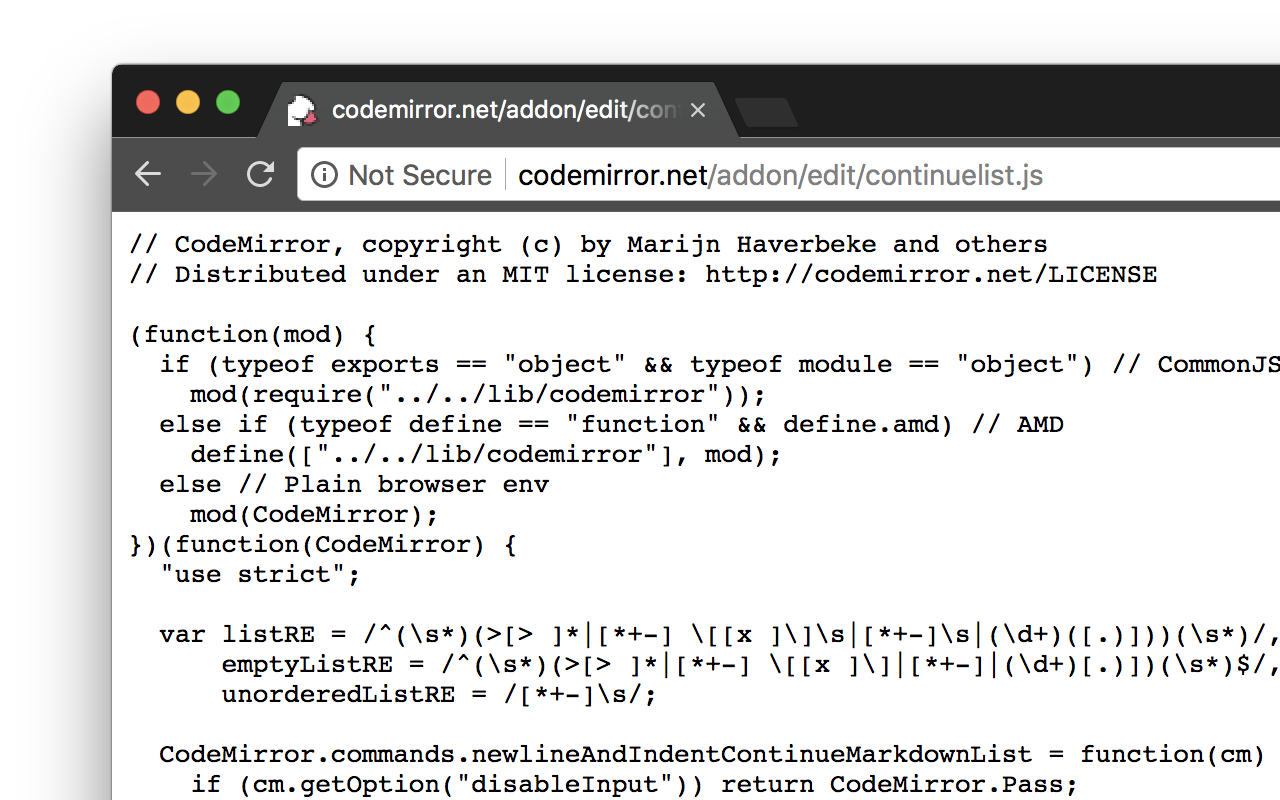 codemirror.net/addon/edit/con
Not Secure codemirror.net/addon/edit/continuelist.js
// CodeMirror, copyright (c) by Marijn Haverbeke and others
// Distributed under an MIT license: http://codemirror.net/LICENSE
(function(mod) {
if (typeof exports == "object" && typeof module == "object") // CommonJS
mod(require("../../lib/codemirror"));
else if (typeof define == "function" && define.amd) // AMD
define(["../../lib/codemirror"], mod);
else // Plain browser env
mod(CodeMirror);
})(function(CodeMirror) {
"use strict";
var listRE = /^(\s*)(>[> ]*|[*+-] \[[x ]\]\s|[*+-]\s|(\d+)([.)]))(\s*)/,
emptyListRE = /^(\s*)(>[> ]*|[*+-] \[[x ]\]|[*+-]|(\d+)[.)])(\s*)$/,
unorderedListRE = /[*+-]\s/;
CodeMirror.commands.newlineAndIndentContinueMarkdownList = function(cm)
if (cm.getOption("disableInput")) return CodeMirror.Pass;